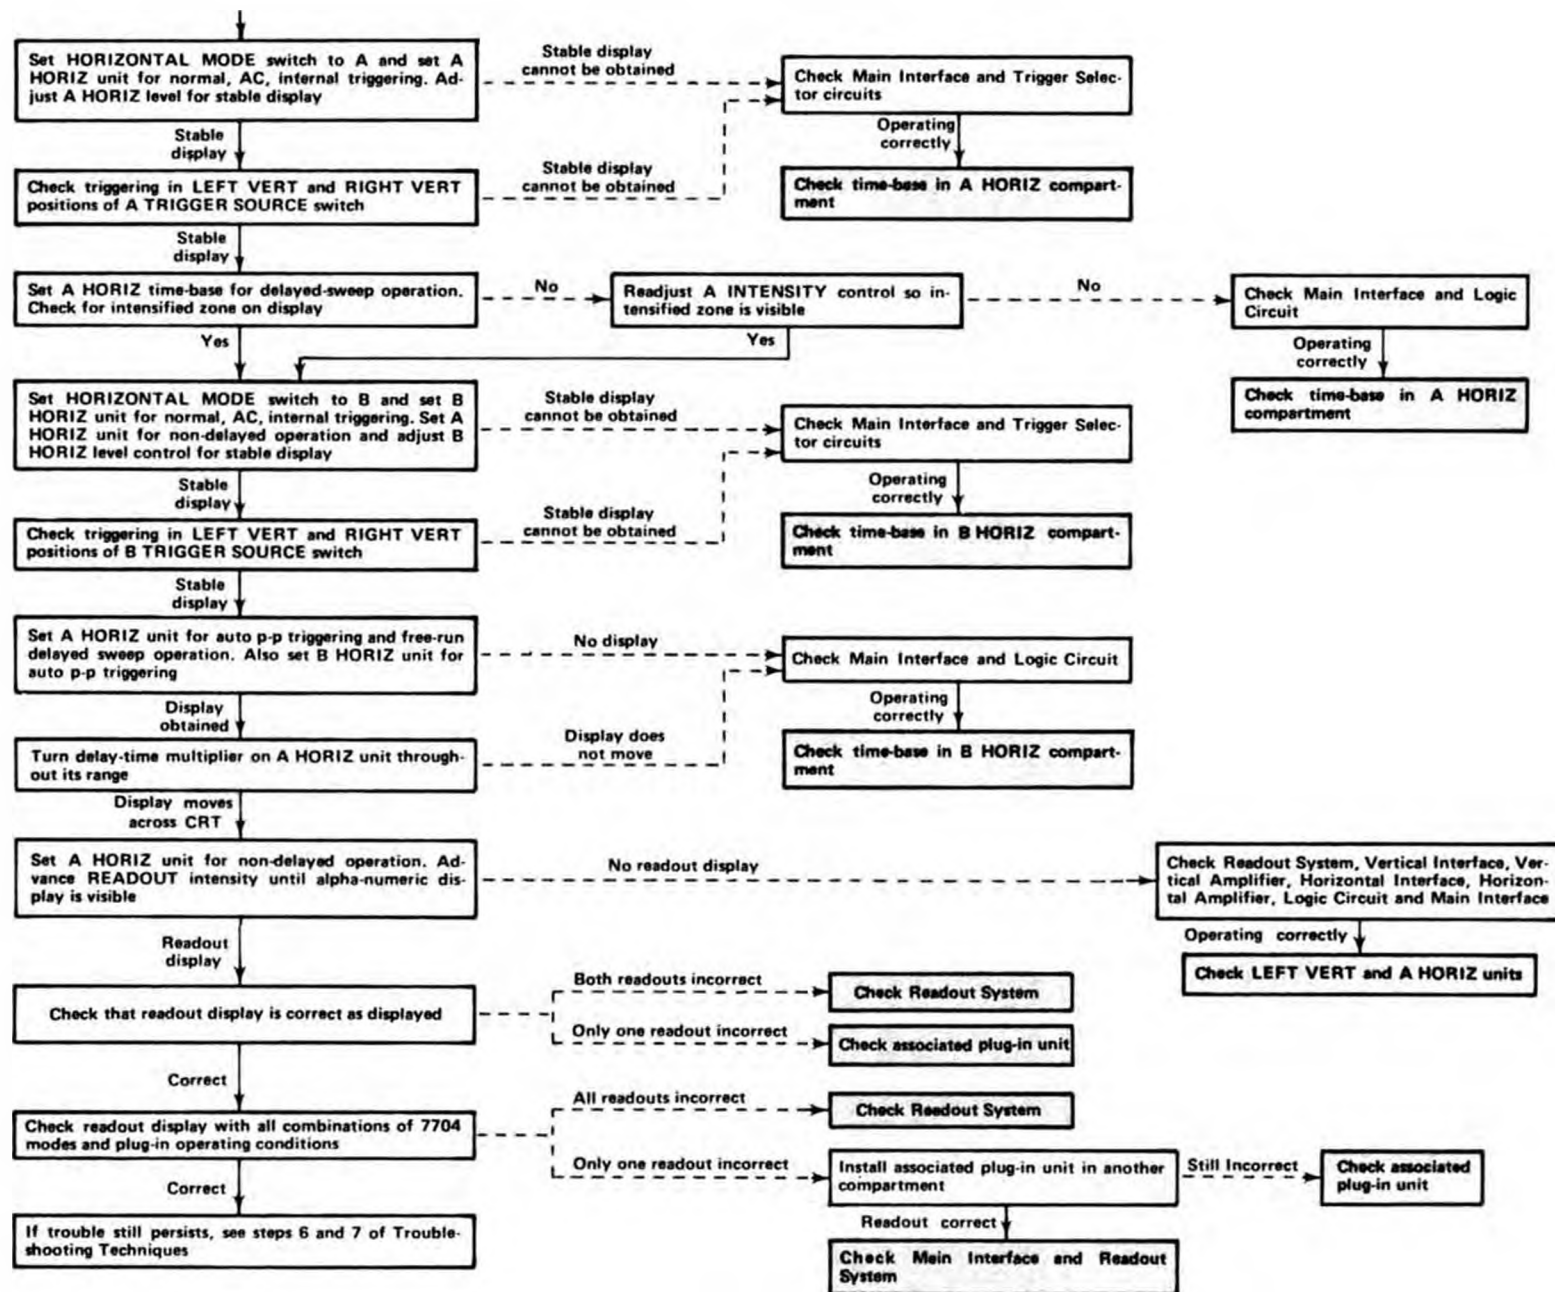 Set HORIZONTAL MODE switch to A and set A
HORIZ unit for normal, AC, internal triggering. Ad-
just A HORIZ level for stable display
Stable display
cannot be obtained
Check Main Interface and Trigger Selec-
tor circuits
Operating
correctly
Check time-base in A HORIZ compart-
ment
Stable
display
Check triggering in LEFT VERT and RIGHT VERT
positions of A TRIGGER SOURCE switch
Stable display
cannot be obtained
Stable
display
Set A HORIZ time-base for delayed-sweep operation.
Check for intensified zone on display
No
Readjust A INTENSITY control so in-
tensified zone is visible
No
Check Main Interface and Logic
Circuit
Operating
correctly
Check time-base in A HORIZ
compartment
Yes
Yes
Set HORIZONTAL MODE switch to B and set B
HORIZ unit for normal, AC, internal triggering. Set A
HORIZ unit for non-delayed operation and adjust B
HORIZ level control for stable display
Stable display
cannot be obtained
Check Main Interface and Trigger Selec-
tor circuits
Operating
correctly
Check time-base in B HORIZ compart-
ment
Stable
display
Check triggering in LEFT VERT and RIGHT VERT
positions of B TRIGGER SOURCE switch
Stable display
cannot be obtained
Stable
display
Set A HORIZ unit for auto p-p triggering and free-run
delayed sweep operation. Also set B HORIZ unit for
auto p-p triggering
No display
Check Main Interface and Logic Circuit
Operating
correctly
Check time-base in B HORIZ compart-
ment
Display
obtained
Turn delay-time multiplier on A HORIZ unit through-
out its range
Display does
not move
Display moves
across CRT
Set A HORIZ unit for non-delayed operation. Ad-
vance READOUT intensity until alpha-numeric dis-
play is visible
No readout display
Check Readout System, Vertical Interface, Ver-
tical Amplifier, Horizontal Interface, Horizon-
tal Amplifier, Logic Circuit and Main Interface
Operating correctly
Check LEFT VERT and A HORIZ units
Readout
display
Check that readout display is correct as displayed
Both readouts incorrect
Check Readout System
Only one readout incorrect
Check associated plug-in unit
Correct
Check readout display with all combinations of 7704
modes and plug-in operating conditions
All readouts incorrect
Check Readout System
Only one readout incorrect
Install associated plug-in unit in another
compartment
Still Incorrect
Check associated
plug-in unit
Readout correct
Check Main Interface and Readout
System
Correct
If trouble still persists, see steps 6 and 7 of Trouble-
shooting Techniques